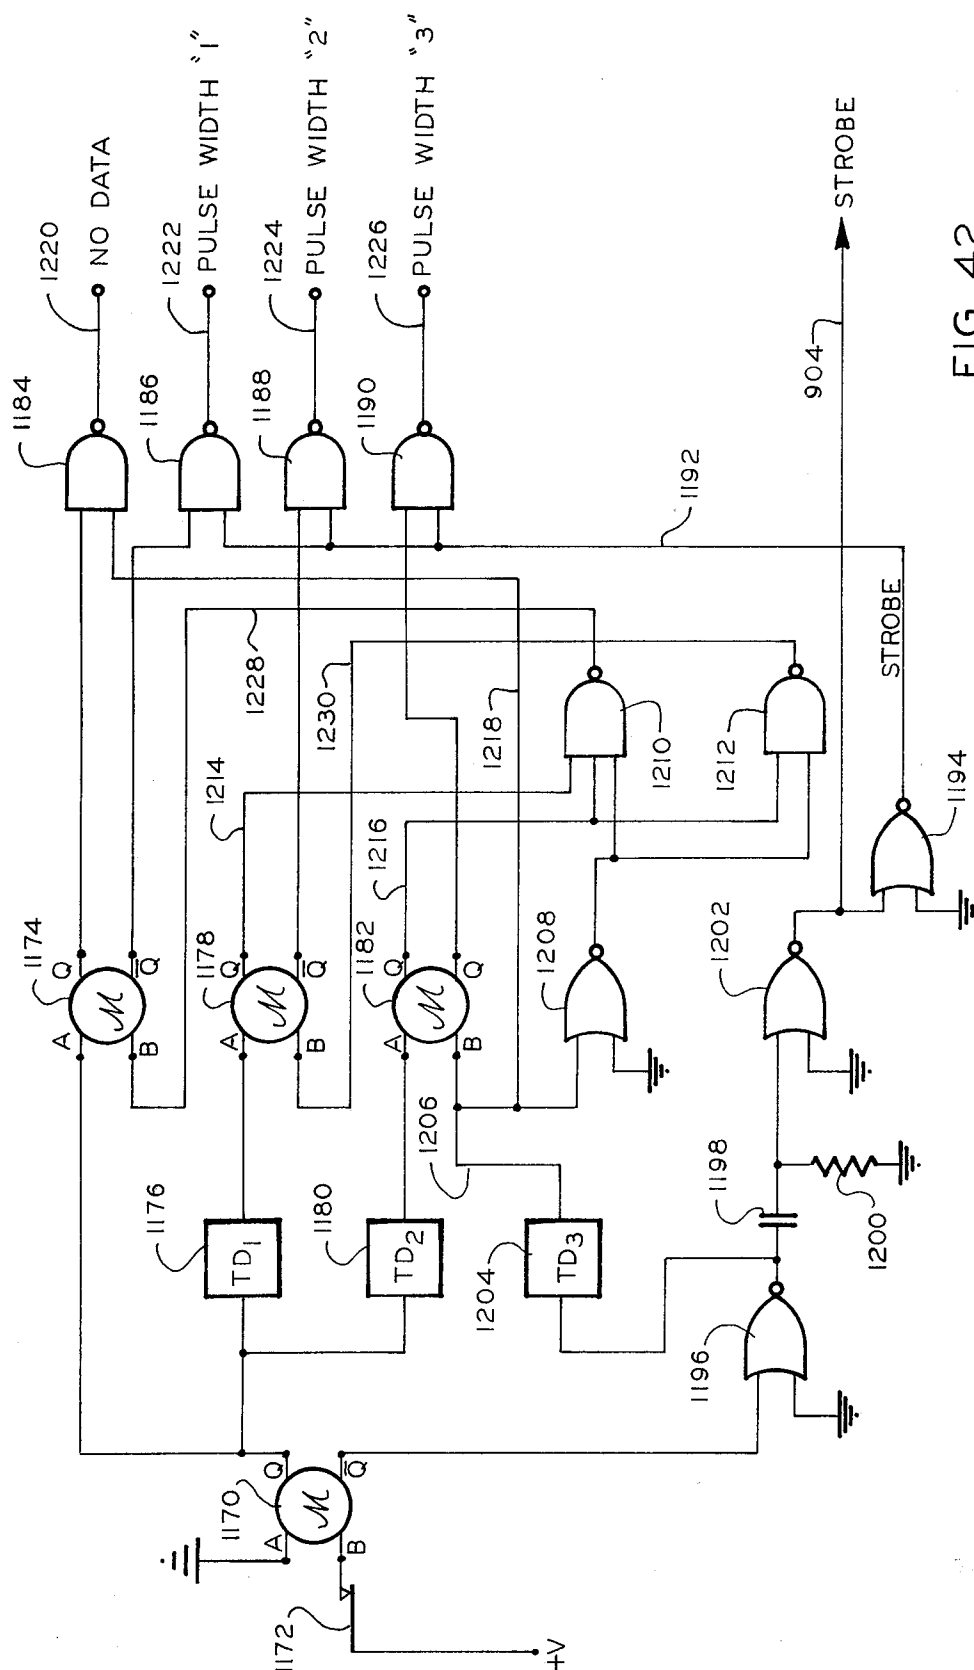 1174
1184
1220
A
Q
NO DATA
B
Q̄
1186
1222
PULSE WIDTH "1"
1176
1178
1214
1228
TD1
A
Q
1188
1224
PULSE WIDTH "2"
B
Q̄
1230
1170
1180
1182
1216
1190
1226
A
Q
TD2
A
Q
PULSE WIDTH "3"
B
Q̄
1206
B
Q
1218
1172
1204
TD3
1208
1210
+V
1196
1198
1202
1212
1192
904
STROBE
1200
1194
STROBE
FIG. 42